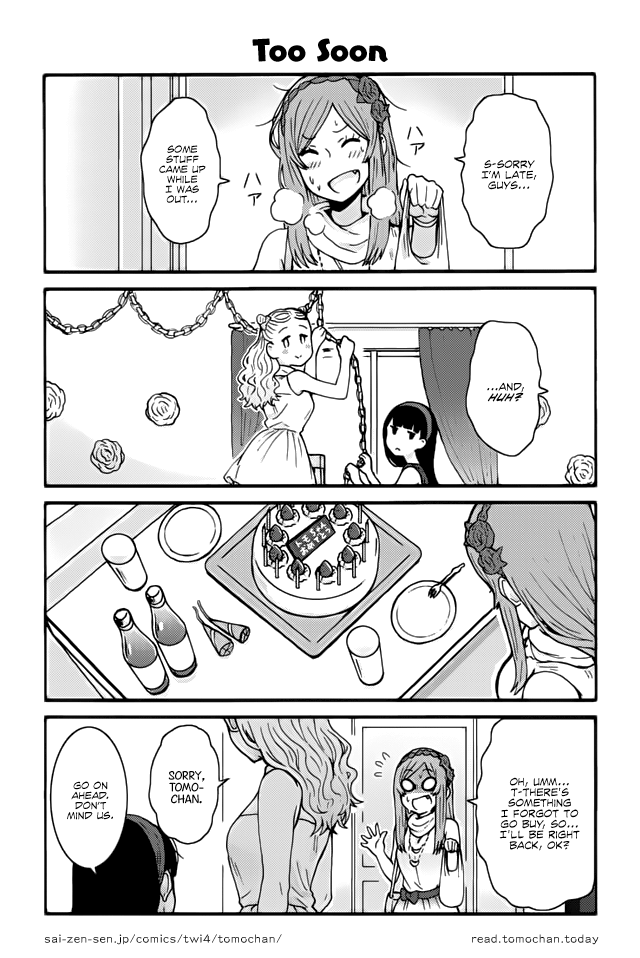 Too Soon
S-SORRY
I'M LATE,
GUYS...
SOME
STUFF
CAME UP
WHILE
I WAS
OUT...
ハァ
ハァ
...AND,
HUH?
OH, UMM...
T-THERE'S
SOMETHING
I FORGOT TO
GO BUY, SO...
I'LL BE RIGHT
BACK, OK?
SORRY,
TOMO-
CHAN.
GO ON
AHEAD.
DON'T
MIND US.
sai-zen-sen.jp/comics/twi4/tomochan/
read.tomochan.today